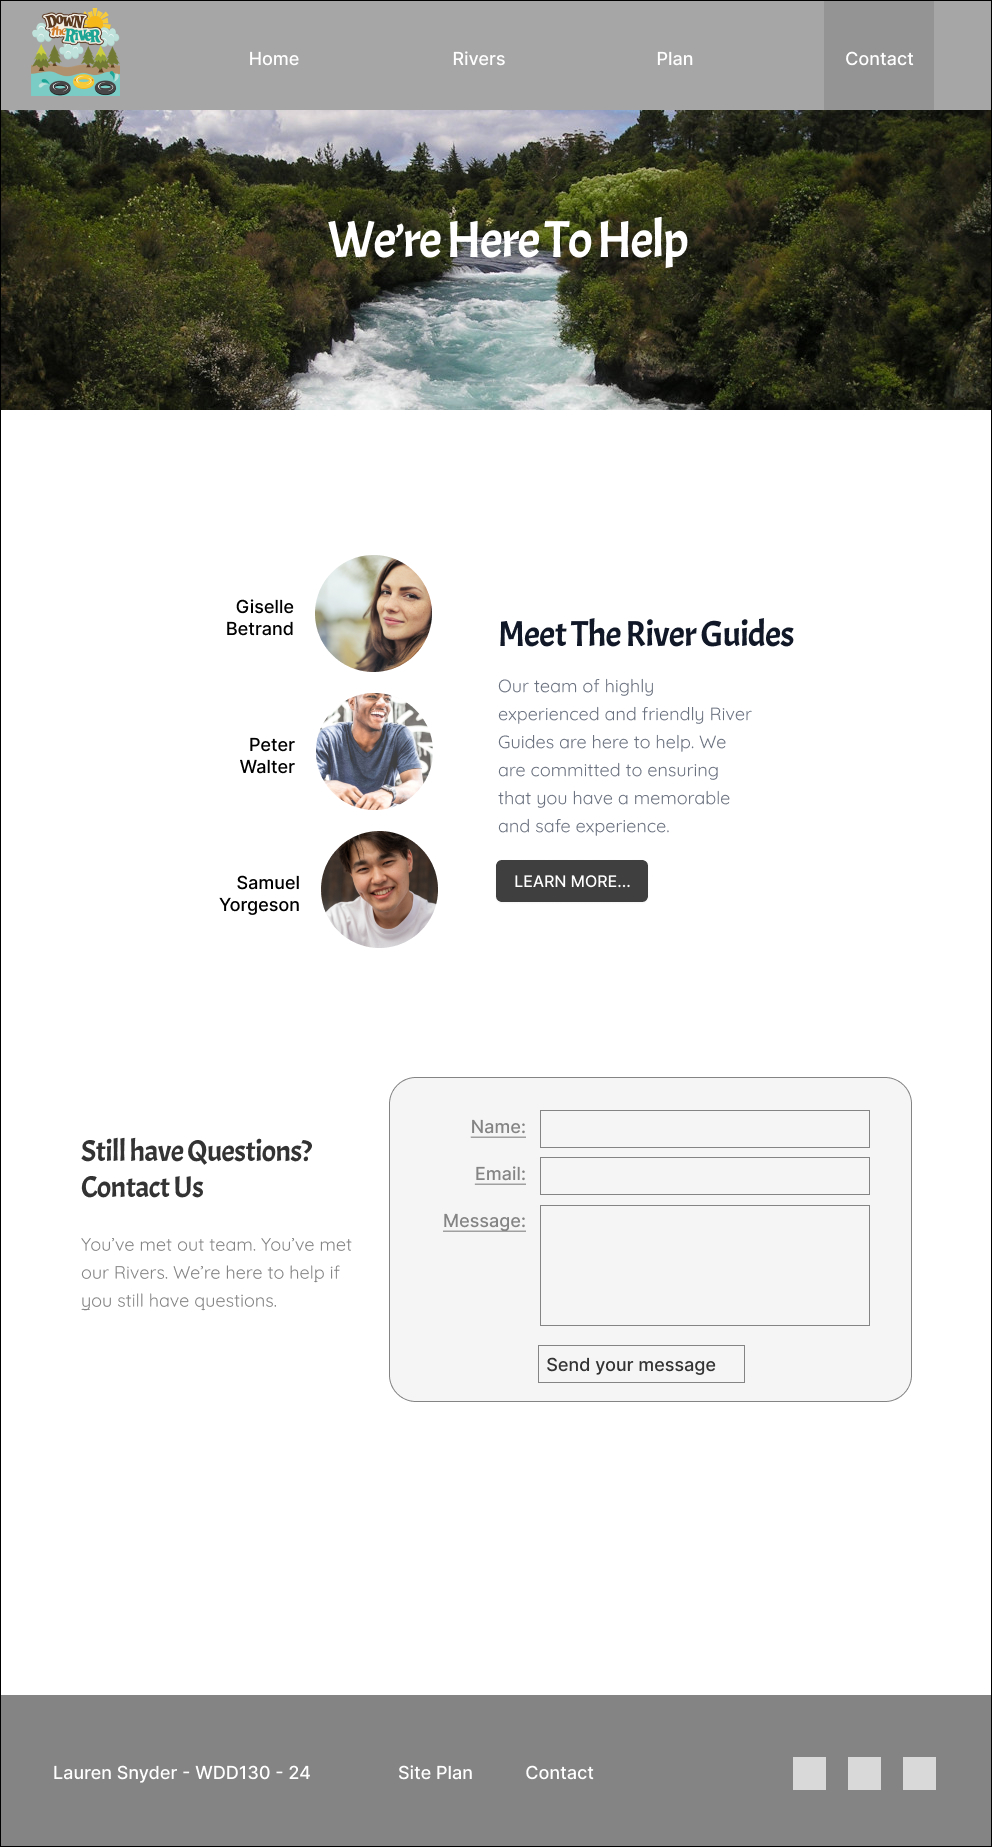 DOWN
the RIVER
Home Rivers Plan Contact
We're Here To Help
Giselle
Betrand
Peter
Walter
Samuel
Yorgeson
Meet The River Guides
Our team of highly
experienced and friendly River
Guides are here to help. We
are committed to ensuring
that you have a memorable
and safe experience.
LEARN MORE...
Still have Questions?
Contact Us
You've met out team. You've met
our Rivers. We're here to help if
you still have questions.
Name:
Email:
Message:
Send your message
Lauren Snyder - WDD130 - 24 Site Plan Contact